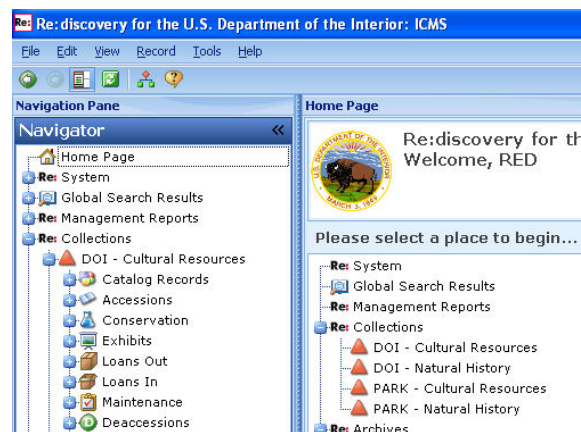 Re: Re:discovery for the U.S. Department of the Interior: ICMS
File Edit View Record Tools Help
Navigation Pane
Navigator «
Home Page
Re: System
Global Search Results
Re: Management Reports
Re: Collections
DOI - Cultural Resources
Catalog Records
Accessions
Conservation
Exhibits
Loans Out
Loans In
Maintenance
Deaccessions
Home Page
U.S. DEPARTMENT OF THE INTERIOR
MARCH 3, 1849
Re:discovery for th
Welcome, RED
Please select a place to begin...
Re: System
Global Search Results
Re: Management Reports
Re: Collections
DOI - Cultural Resources
DOI - Natural History
PARK - Cultural Resources
PARK - Natural History
Re: Archives